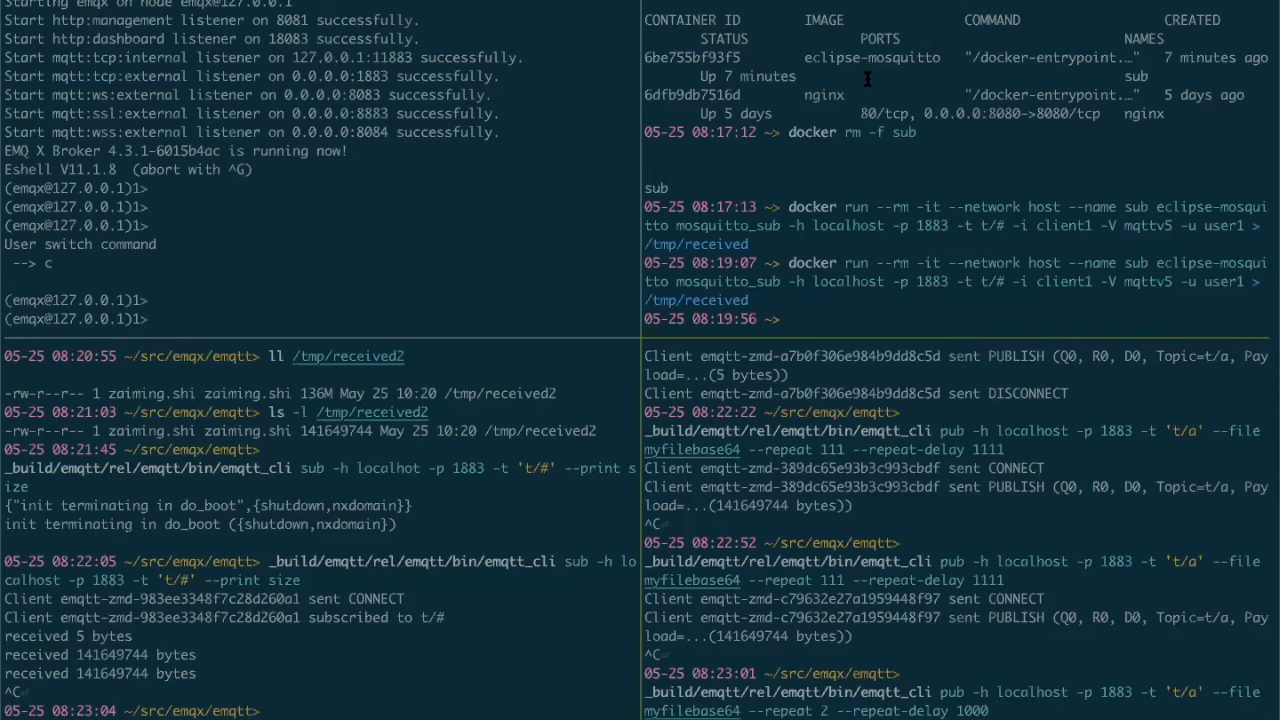 Starting emqx on node emqx@127.0.0.1
Start http:management listener on 8081 successfully.
Start http:dashboard listener on 18083 successfully.
Start mqtt:tcp:internal listener on 127.0.0.1:11883 successfully.
Start mqtt:tcp:external listener on 0.0.0.0:1883 successfully.
Start mqtt:ws:external listener on 0.0.0.0:8083 successfully.
Start mqtt:ssl:external listener on 0.0.0.0:8883 successfully.
Start mqtt:wss:external listener on 0.0.0.0:8084 successfully.
EMQ X Broker 4.3.1-6015b4ac is running now!
Eshell V11.1.8  (abort with ^G)
(emqx@127.0.0.1)1>
(emqx@127.0.0.1)1>
(emqx@127.0.0.1)1>
User switch command
 --> c
(emqx@127.0.0.1)1>
(emqx@127.0.0.1)1>
CONTAINER ID        IMAGE               COMMAND                  CREATED
       STATUS              PORTS                            NAMES
6be755bf93f5        eclipse-mosquitto   "/docker-entrypoint.…"   7 minutes ago
       Up 7 minutes                                         sub
6dfb9db7516d        nginx               "/docker-entrypoint.…"   5 days ago
       Up 5 days           80/tcp, 0.0.0.0:8080->8080/tcp   nginx
05-25 08:17:12 ~> docker rm -f sub
sub
05-25 08:17:13 ~> docker run --rm -it --network host --name sub eclipse-mosqui
tto mosquitto_sub -h localhost -p 1883 -t t/# -i client1 -V mqttv5 -u user1 >
/tmp/received
05-25 08:19:07 ~> docker run --rm -it --network host --name sub eclipse-mosqui
tto mosquitto_sub -h localhost -p 1883 -t t/# -i client1 -V mqttv5 -u user1 >
/tmp/received
05-25 08:19:56 ~>
05-25 08:20:55 ~/src/emqx/emqtt> ll /tmp/received2
-rw-r--r-- 1 zaiming.shi zaiming.shi 136M May 25 10:20 /tmp/received2
05-25 08:21:03 ~/src/emqx/emqtt> ls -l /tmp/received2
-rw-r--r-- 1 zaiming.shi zaiming.shi 141649744 May 25 10:20 /tmp/received2
05-25 08:21:45 ~/src/emqx/emqtt>
_build/emqtt/rel/emqtt/bin/emqtt_cli sub -h localhot -p 1883 -t 't/#' --print s
ize
{"init terminating in do_boot",{shutdown,nxdomain}}
init terminating in do_boot ({shutdown,nxdomain})
05-25 08:22:05 ~/src/emqx/emqtt> _build/emqtt/rel/emqtt/bin/emqtt_cli sub -h lo
calhost -p 1883 -t 't/#' --print size
Client emqtt-zmd-983ee3348f7c28d260a1 sent CONNECT
Client emqtt-zmd-983ee3348f7c28d260a1 subscribed to t/#
received 5 bytes
received 141649744 bytes
received 141649744 bytes
^C⏎
05-25 08:23:04 ~/src/emqx/emqtt>
Client emqtt-zmd-a7b0f306e984b9dd8c5d sent PUBLISH (Q0, R0, D0, Topic=t/a, Pay
load=...(5 bytes))
Client emqtt-zmd-a7b0f306e984b9dd8c5d sent DISCONNECT
05-25 08:22:22 ~/src/emqx/emqtt>
_build/emqtt/rel/emqtt/bin/emqtt_cli pub -h localhost -p 1883 -t 't/a' --file
myfilebase64 --repeat 111 --repeat-delay 1111
Client emqtt-zmd-389dc65e93b3c993cbdf sent CONNECT
Client emqtt-zmd-389dc65e93b3c993cbdf sent PUBLISH (Q0, R0, D0, Topic=t/a, Pay
load=...(141649744 bytes))
^C⏎
05-25 08:22:52 ~/src/emqx/emqtt>
_build/emqtt/rel/emqtt/bin/emqtt_cli pub -h localhost -p 1883 -t 't/a' --file
myfilebase64 --repeat 111 --repeat-delay 1111
Client emqtt-zmd-c79632e27a1959448f97 sent CONNECT
Client emqtt-zmd-c79632e27a1959448f97 sent PUBLISH (Q0, R0, D0, Topic=t/a, Pay
load=...(141649744 bytes))
^C⏎
05-25 08:23:01 ~/src/emqx/emqtt>
_build/emqtt/rel/emqtt/bin/emqtt_cli pub -h localhost -p 1883 -t 't/a' --file
myfilebase64 --repeat 2 --repeat-delay 1000